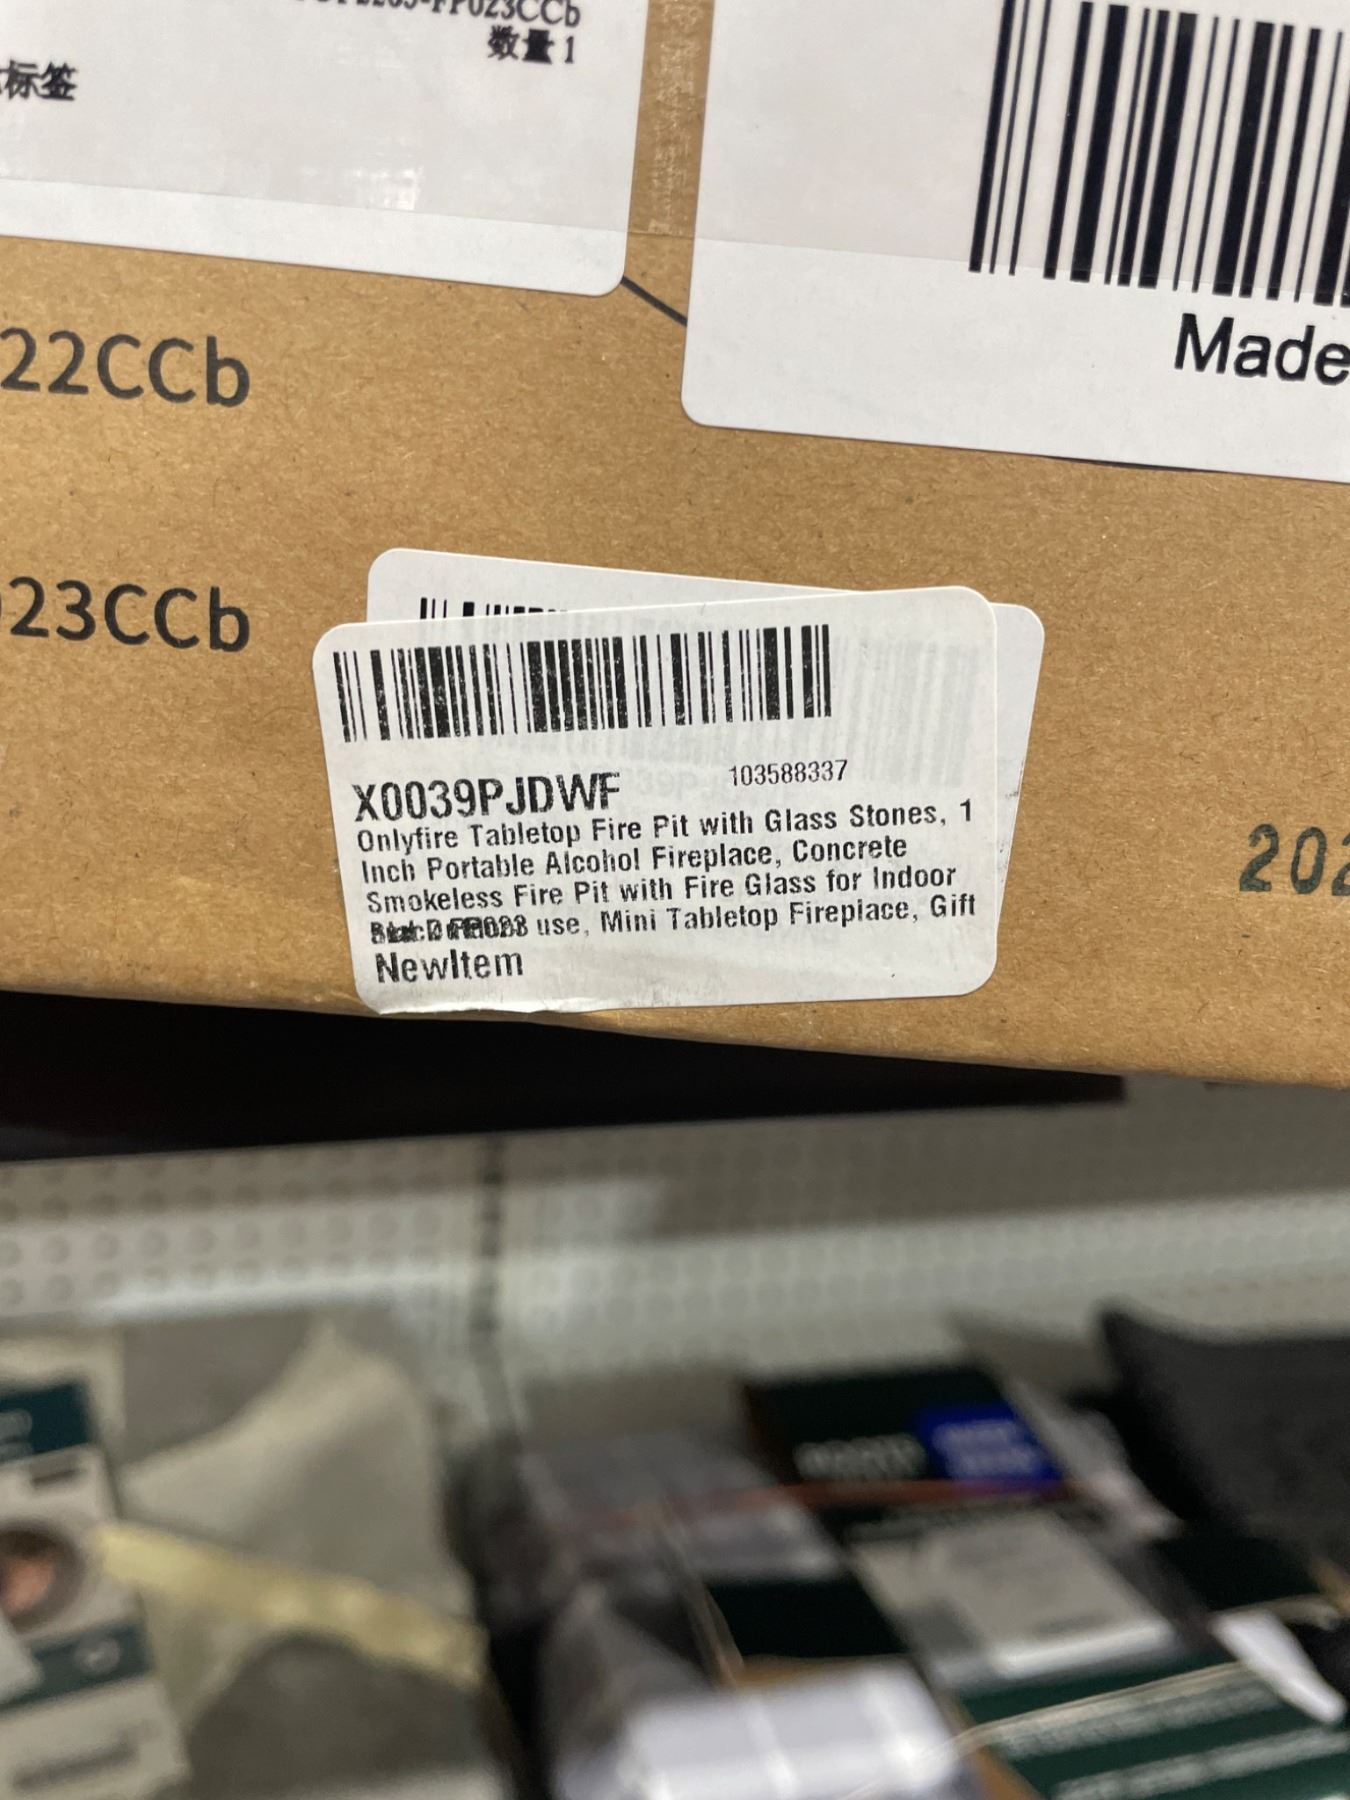 FP023CCb
数量 1
标签
22CCb
23CCb
Made
202
X0039PJDWF
103588337
Onlyfire Tabletop Fire Pit with Glass Stones, 1
Inch Portable Alcohol Fireplace, Concrete
Smokeless Fire Pit with Fire Glass for Indoor
use, Mini Tabletop Fireplace, Gift
NewItem